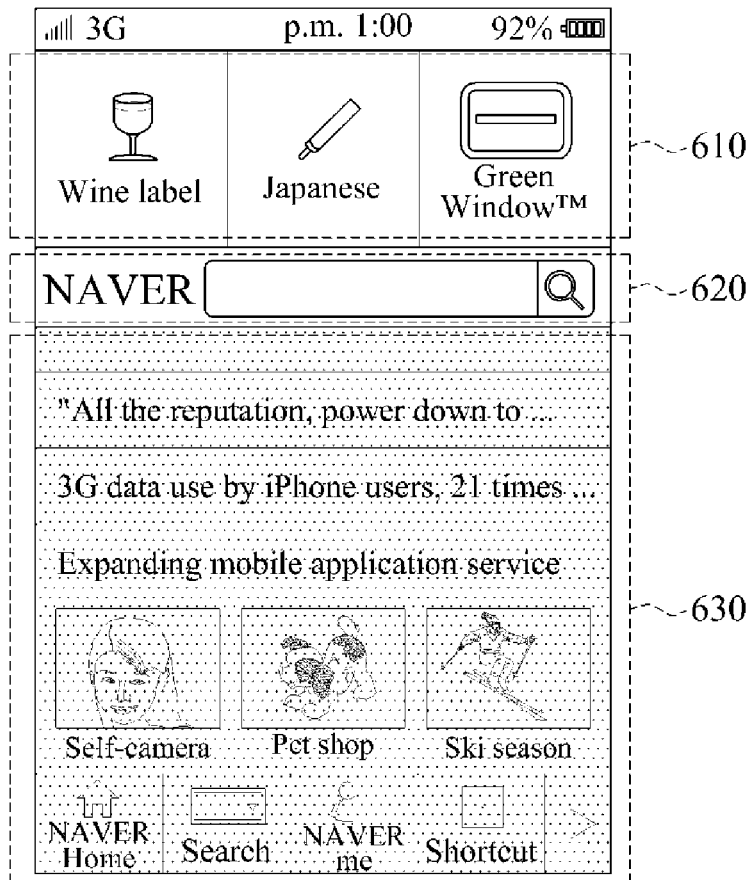 3G p.m. 1:00 92%
Wine label Japanese Green
Window™
610
NAVER
620
"All the reputation, power down to ...
3G data use by iPhone users, 21 times ...
Expanding mobile application service
630
Self-camera Pet shop Ski season
NAVER
Home Search NAVER
me Shortcut